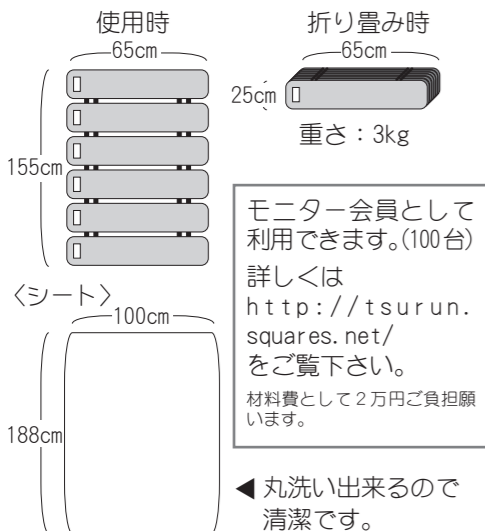 使用時
65cm
155cm
折り畳み時
65cm
25cm
重さ：3kg
モニター会員として
利用できます。(100台)
詳しくは
http://tsurun.
squares.net/
をご覧下さい。
材料費として２万円ご負担願
います。
〈シート〉
100cm
188cm
◀丸洗い出来るので
清潔です。